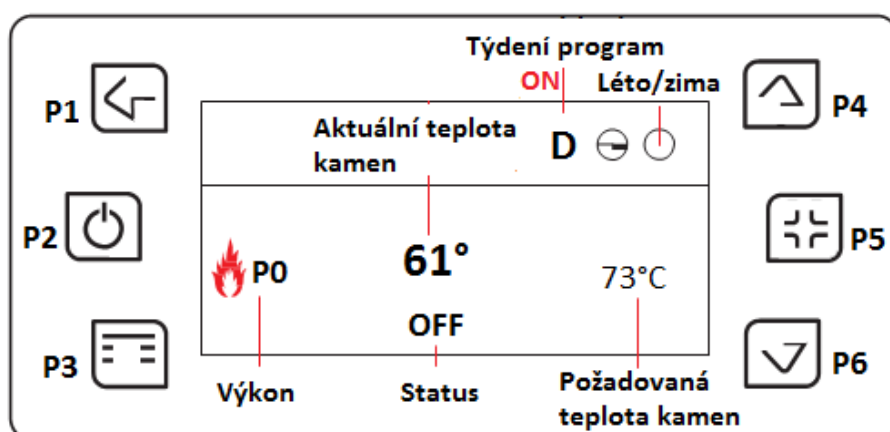 Týdení program
ON
Léto/zima
P1
P4
Aktuální teplota
kamen
D
P2
P5
P0
61°
73°C
OFF
P3
P6
Výkon
Status
Požadovaná
teplota kamen